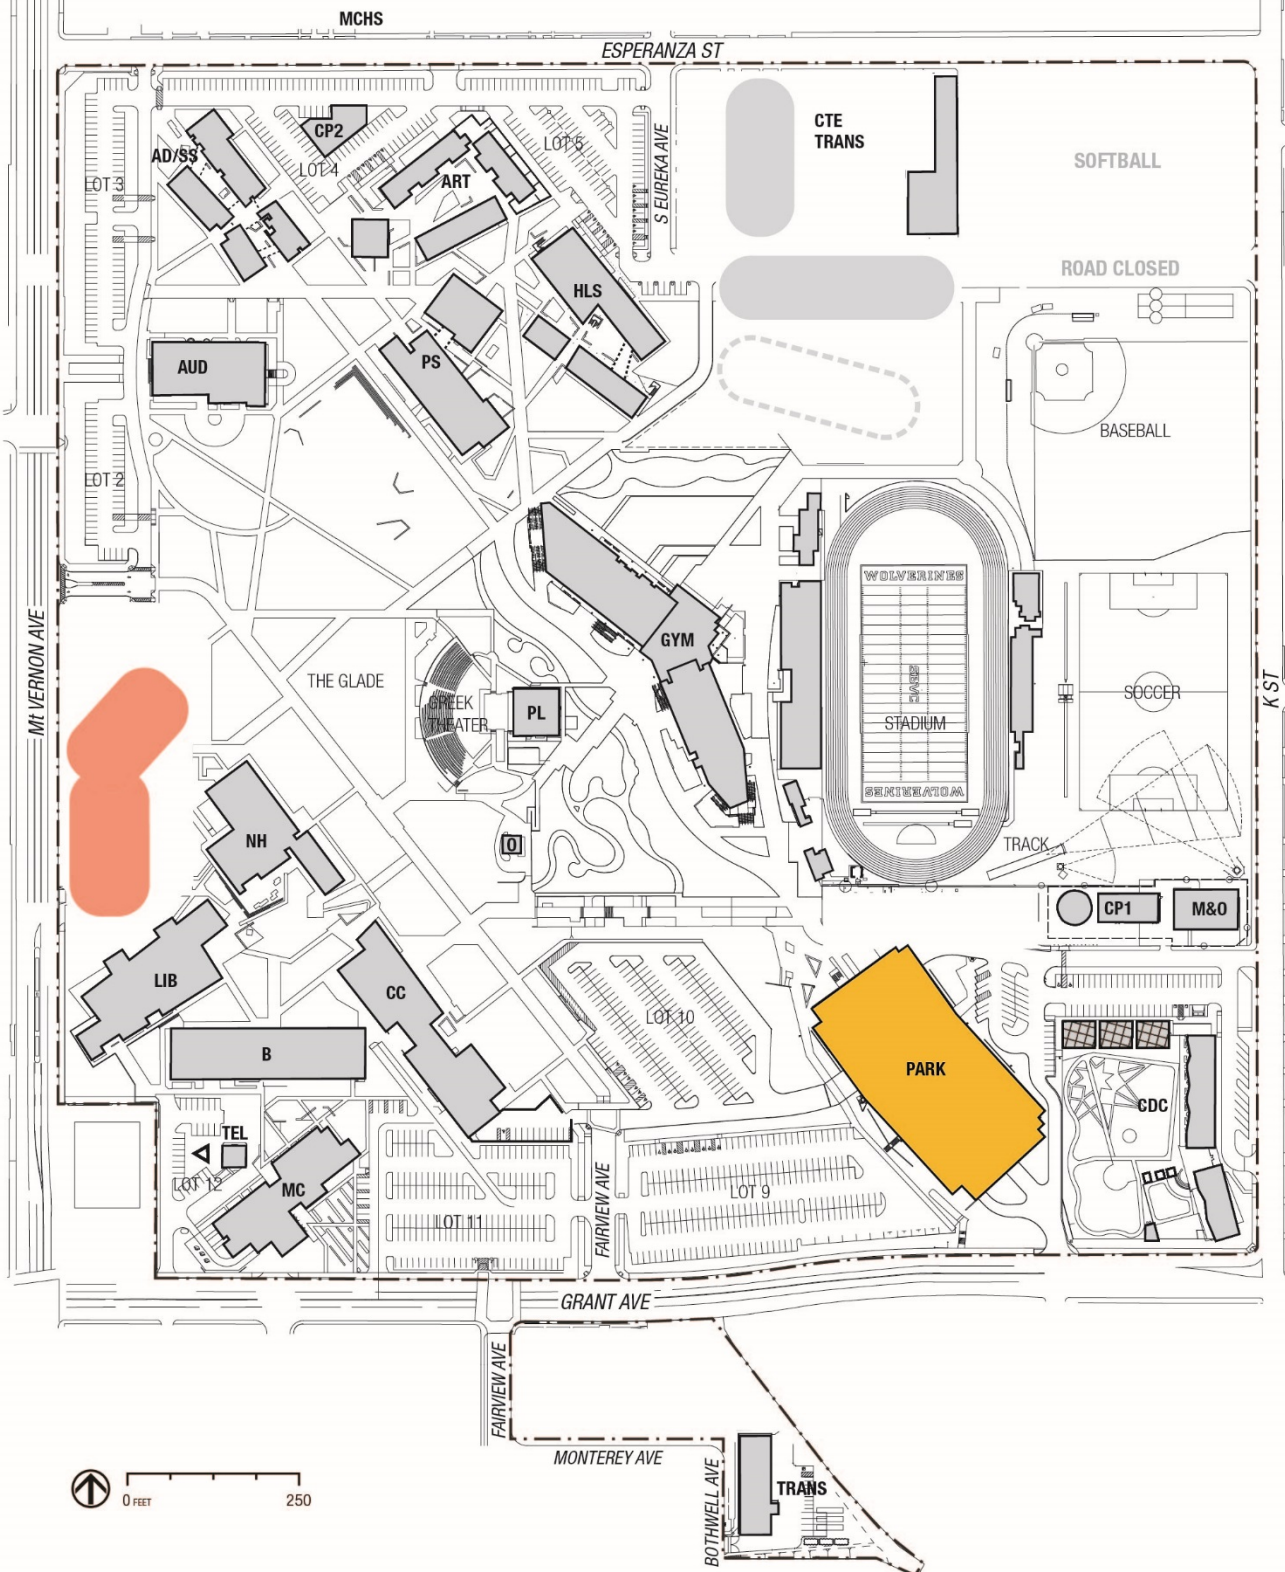 MCHS
ESPERANZA ST
CP2
CTE
TRANS
AD/SS
LOT 4
LOT 5
SOFTBALL
LOT 3
ART
S EUREKA AVE
ROAD CLOSED
HLS
AUD
PS
BASEBALL
LOT 2
WOLVERINES
GYM
Mt VERNON AVE
THE GLADE
K ST
GREEK
THEATER
PL
SBVC
STADIUM
SOCCER
WOLVERINES
NH
O
TRACK
CP1
M&O
LIB
CC
LOT 10
B
PARK
CDC
TEL
LOT 12
MC
LOT 11
FAIRVIEW AVE
LOT 9
GRANT AVE
FAIRVIEW AVE
MONTEREY AVE
BOTHWELL AVE
TRANS
0 FEET
250